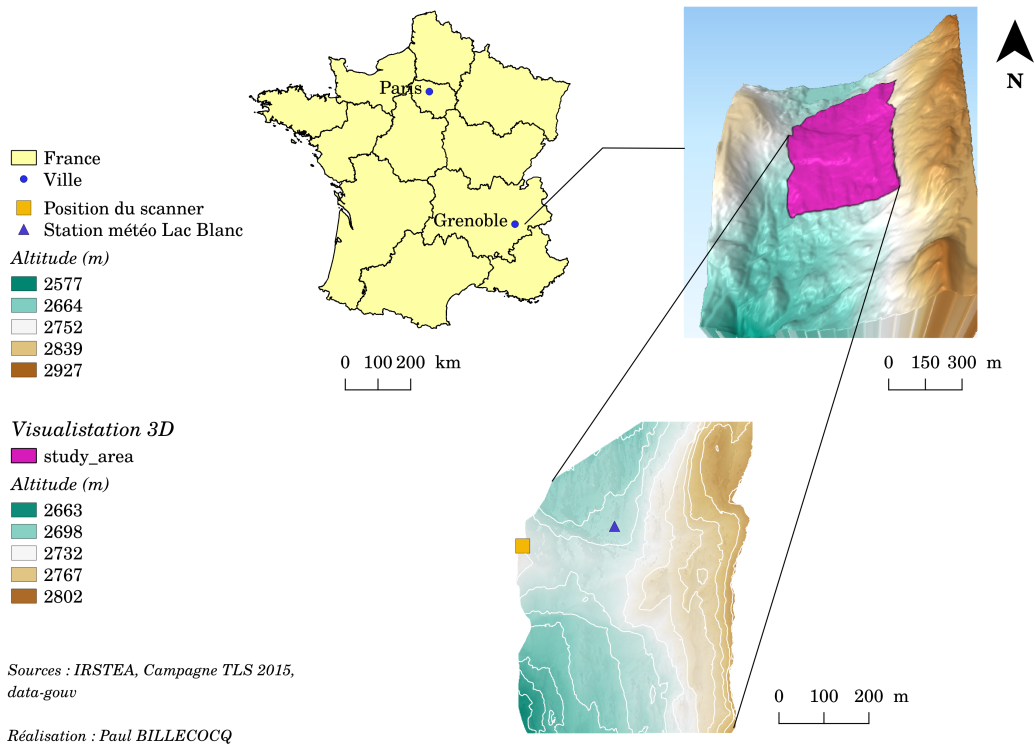 Paris
Grenoble
N
France
Ville
Position du scanner
Station météo Lac Blanc
Altitude (m)
2577
2664
2752
2839
2927
0 100 200 km
0 150 300 m
Visualistation 3D
study_area
Altitude (m)
2663
2698
2732
2767
2802
Sources : IRSTEA, Campagne TLS 2015,
data-gouv
0 100 200 m
Réalisation : Paul BILLECOCQ